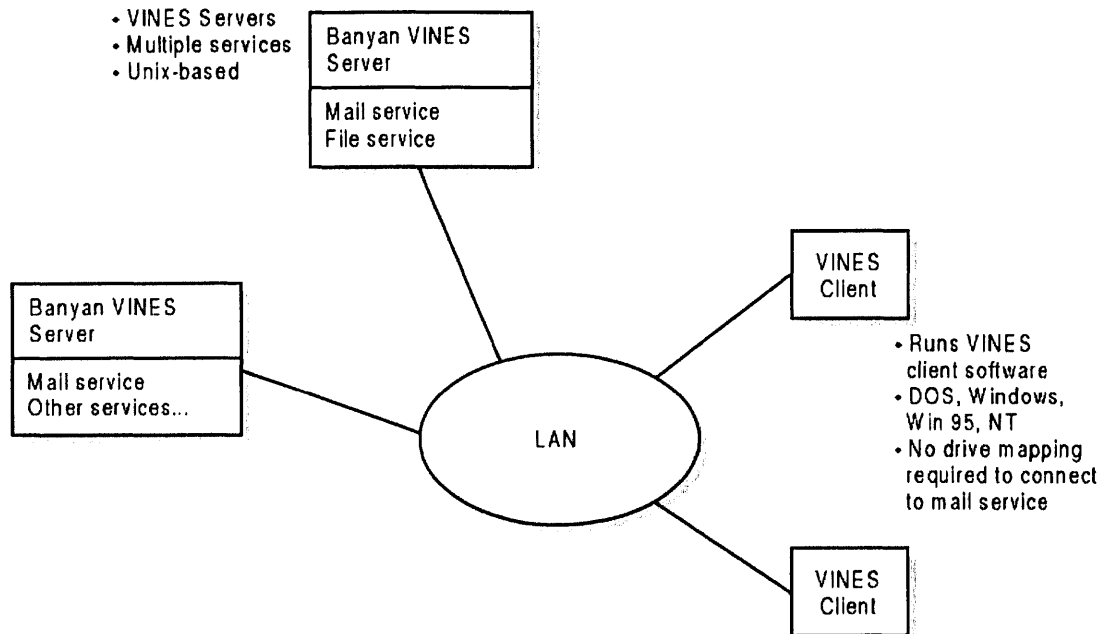 • VINES Servers
• Multiple services
• Unix-based
Banyan VINES
Server
Mail service
File service
Banyan VINES
Server
Mail service
Other services...
LAN
VINES
Client
• Runs VINES
client software
• DOS, Windows,
Win 95, NT
• No drive mapping
required to connect
to mail service
VINES
Client